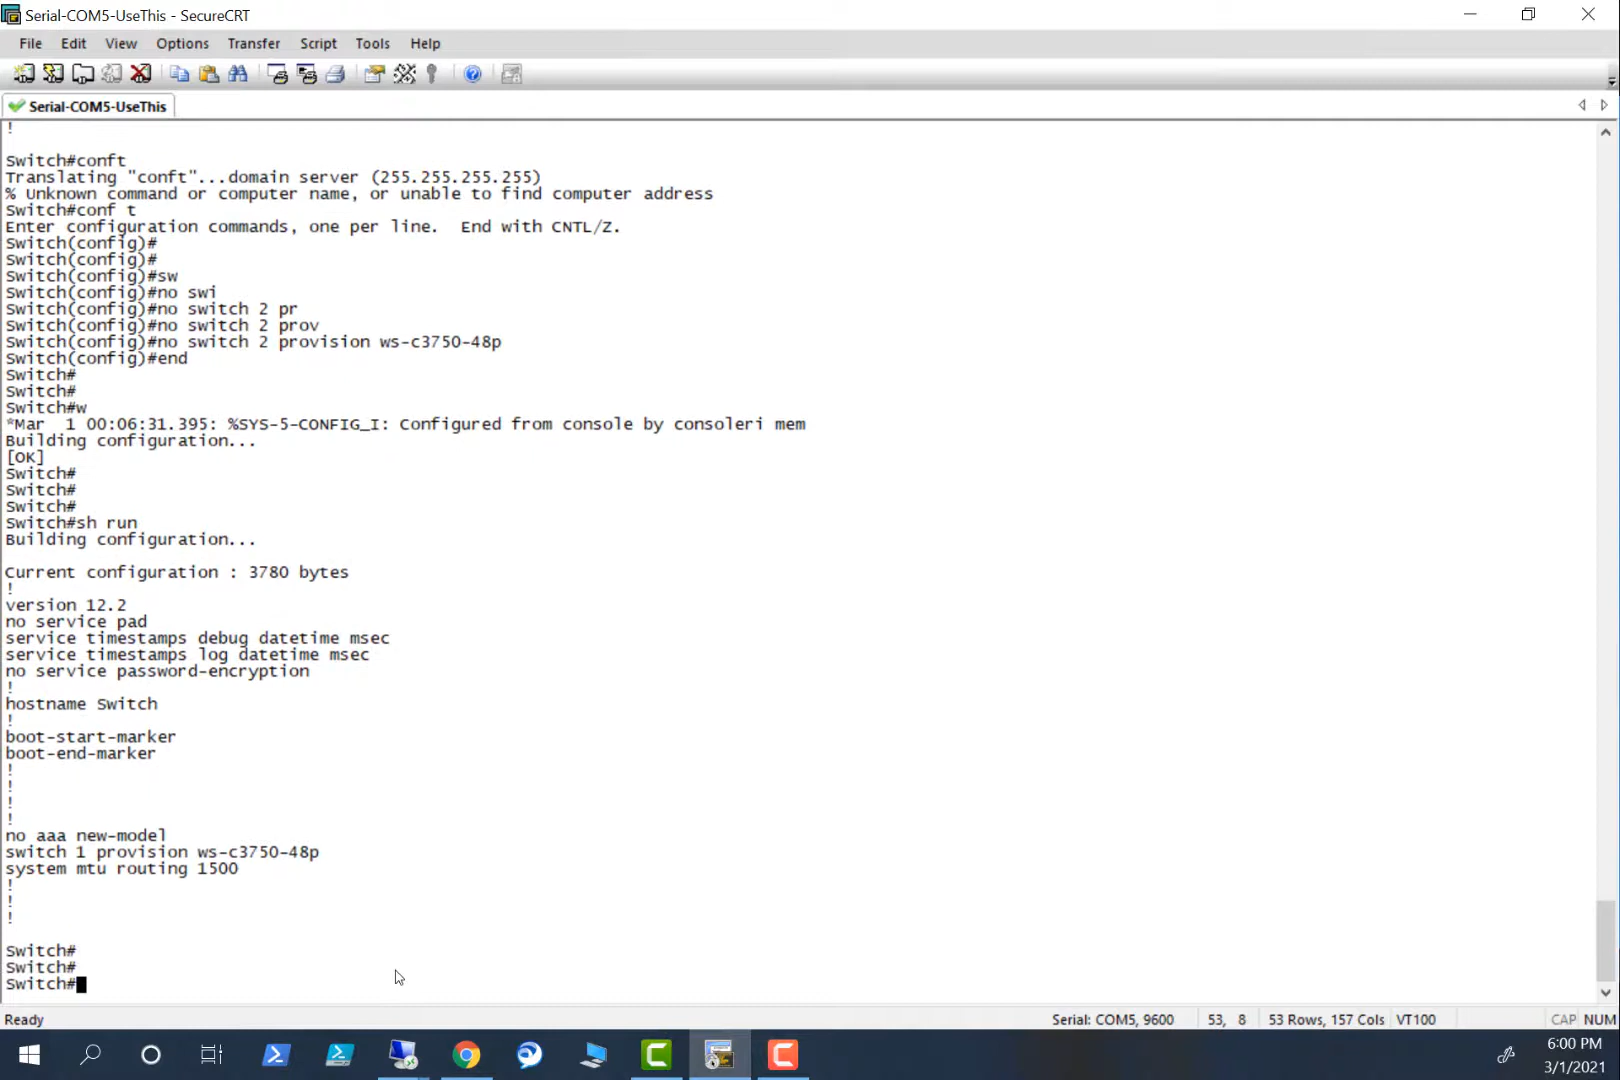 Serial-COM5-UseThis - SecureCRT
File Edit View Options Transfer Script Tools Help
Serial-COM5-UseThis
!
Switch#conft
Translating "conft"...domain server (255.255.255.255)
% Unknown command or computer name, or unable to find computer address
Switch#conf t
Enter configuration commands, one per line.  End with CNTL/Z.
Switch(config)#
Switch(config)#
Switch(config)#sw
Switch(config)#no swi
Switch(config)#no switch 2 pr
Switch(config)#no switch 2 prov
Switch(config)#no switch 2 provision ws-c3750-48p
Switch(config)#end
Switch#
Switch#
Switch#w
*Mar  1 00:06:31.395: %SYS-5-CONFIG_I: Configured from console by consoleri mem
Building configuration...
[OK]
Switch#
Switch#
Switch#
Switch#sh run
Building configuration...
Current configuration : 3780 bytes
!
version 12.2
no service pad
service timestamps debug datetime msec
service timestamps log datetime msec
no service password-encryption
!
hostname Switch
!
boot-start-marker
boot-end-marker
!
!
!
!
no aaa new-model
switch 1 provision ws-c3750-48p
system mtu routing 1500
!
!
!
Switch#
Switch#
Switch#
Ready Serial: COM5, 9600 53, 8 53 Rows, 157 Cols VT100 CAP NUM
6:00 PM
3/1/2021